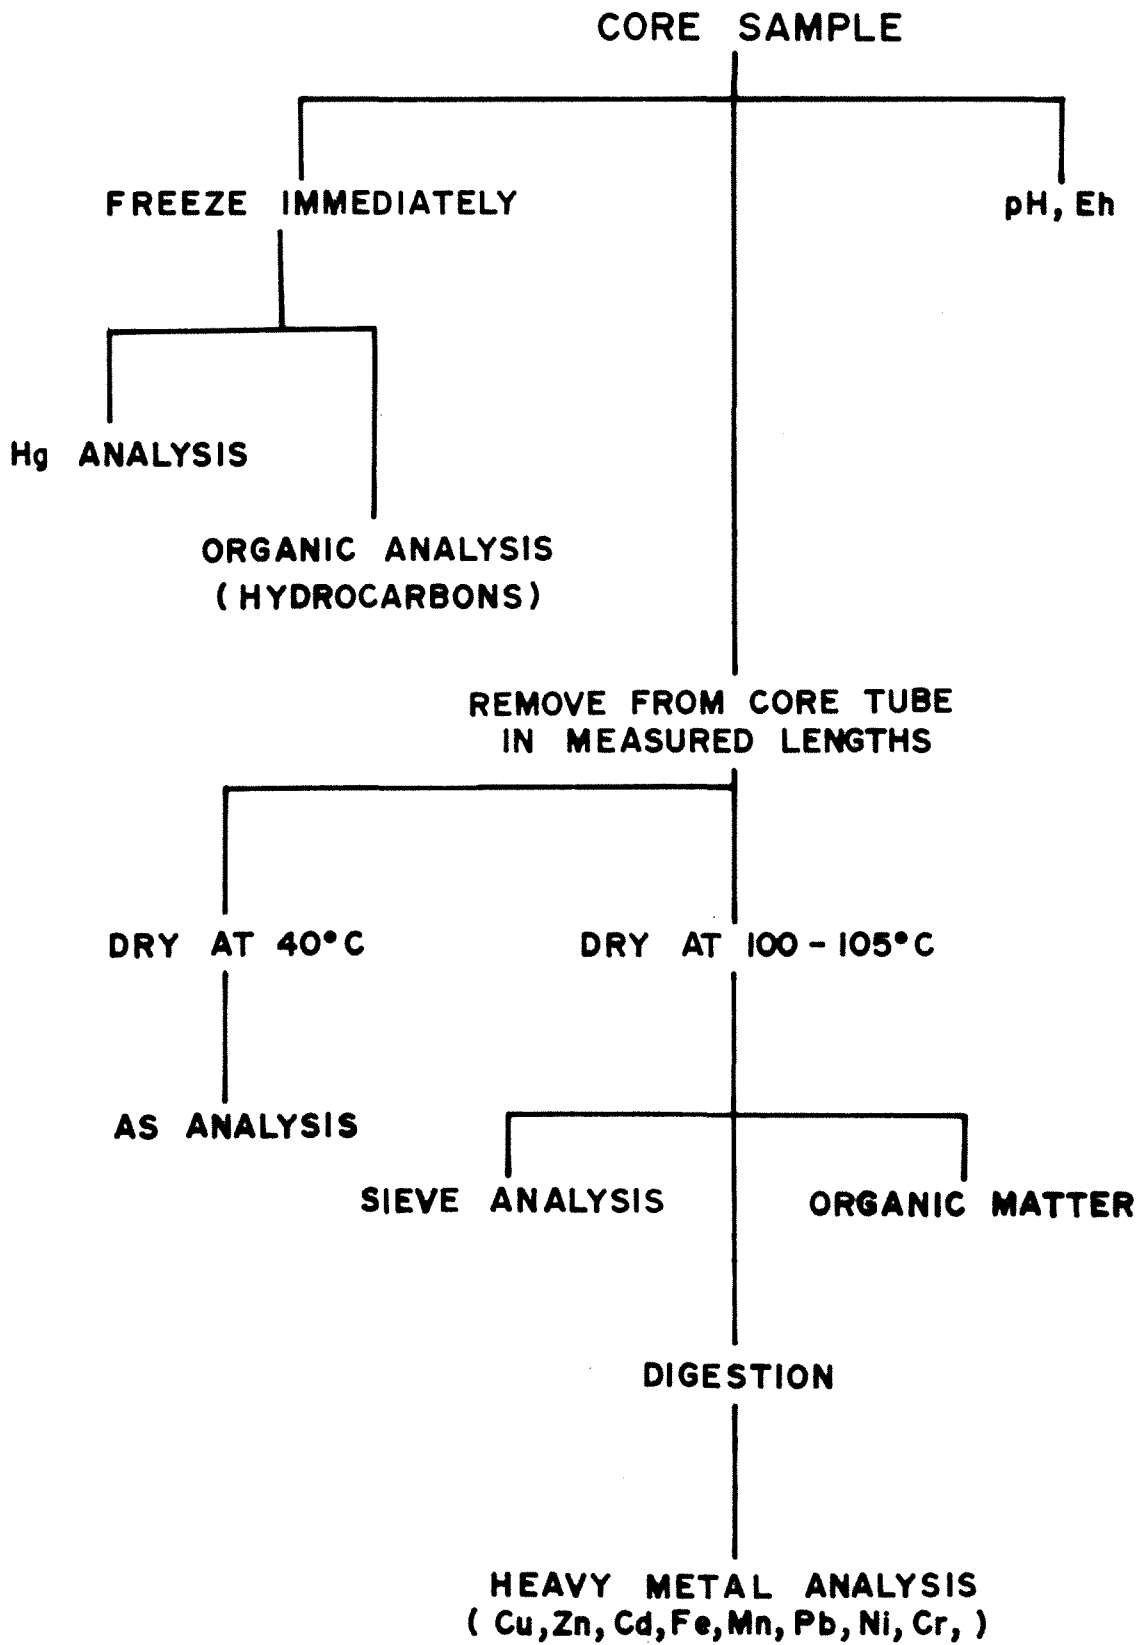 CORE SAMPLE
FREEZE IMMEDIATELY
pH, Eh
Hg ANALYSIS
ORGANIC ANALYSIS
(HYDROCARBONS)
REMOVE FROM CORE TUBE
IN MEASURED LENGTHS
DRY AT 40°C
DRY AT 100-105°C
AS ANALYSIS
SIEVE ANALYSIS
ORGANIC MATTER
DIGESTION
HEAVY METAL ANALYSIS
( Cu, Zn, Cd, Fe, Mn, Pb, Ni, Cr, )